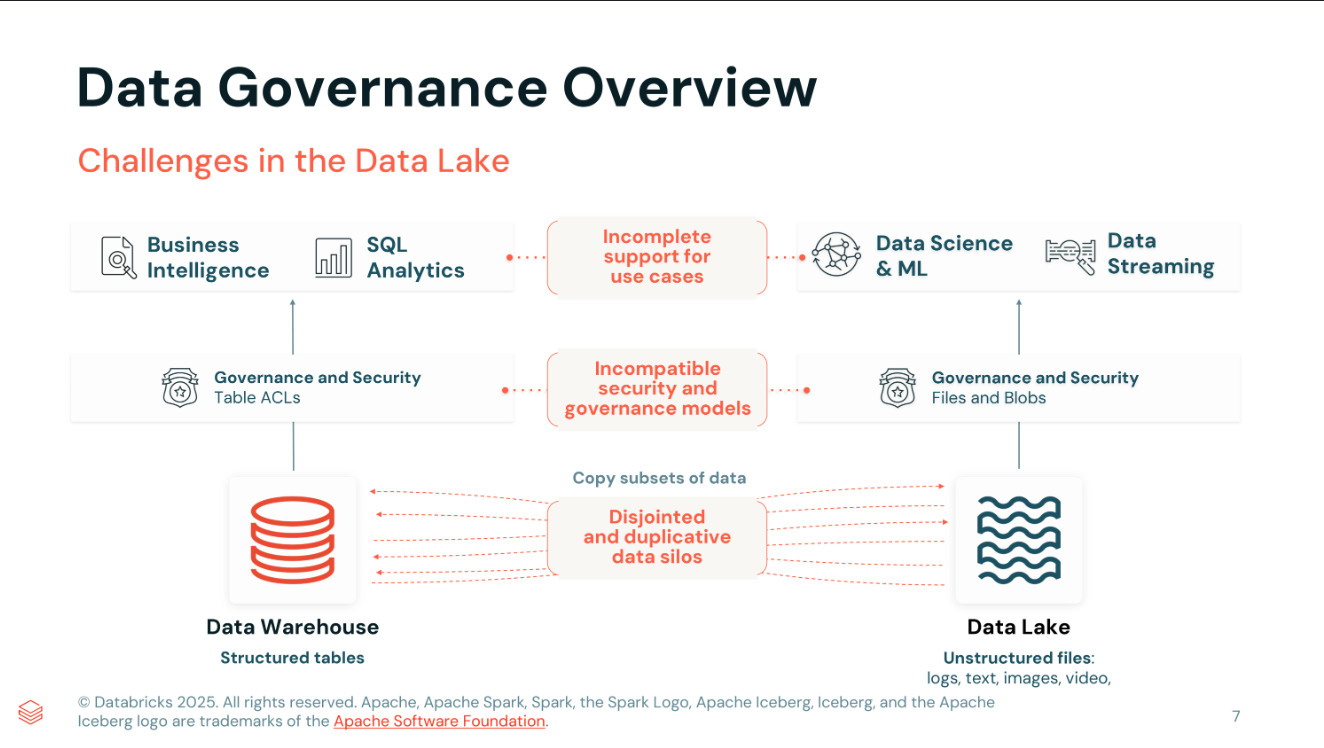 Data Governance Overview
Challenges in the Data Lake
Business
Intelligence
SQL
Analytics
Incomplete
support for
use cases
Data Science
& ML
Data
Streaming
Governance and Security
Table ACLs
Incompatible
security and
governance models
Governance and Security
Files and Blobs
Copy subsets of data
Disjointed
and duplicative
data silos
Data Warehouse
Structured tables
Data Lake
Unstructured files:
logs, text, images, video,
© Databricks 2025. All rights reserved. Apache, Apache Spark, Spark, the Spark Logo, Apache Iceberg, Iceberg, and the Apache
Iceberg logo are trademarks of the Apache Software Foundation.
7